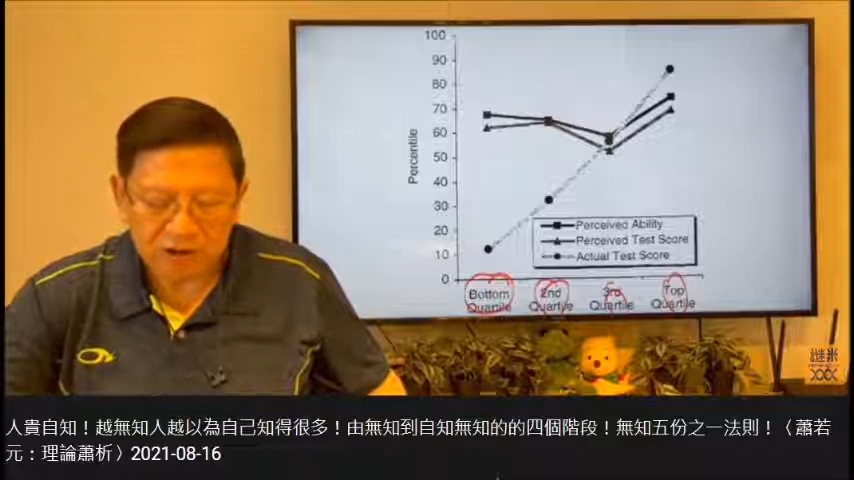 100
90
80
70
60
50
40
30
20
10
0
Percentile
Perceived Ability
Perceived Test Score
Actual Test Score
Bottom Quartile
2nd Quartile
3rd Quartile
Top Quartile
謎米
人貴自知！越無知人越以為自己知得很多！由無知到自知無知的的四個階段！無知五份之一法則！〈蕭若
元：理論蕭析〉2021-08-16